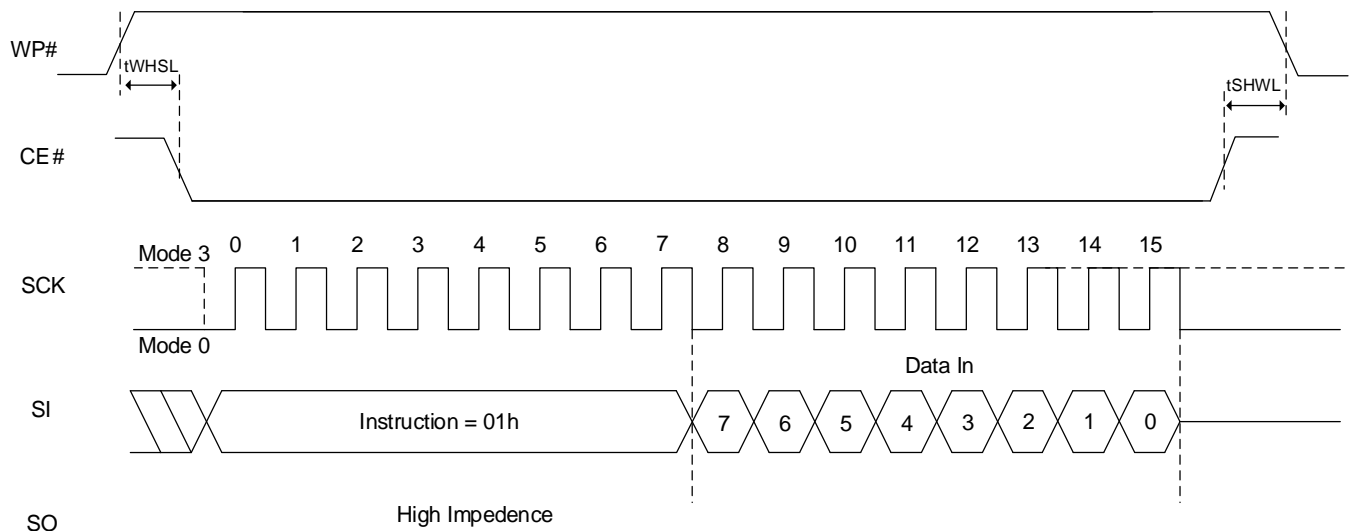 WP#
tWHSL
tSHWL
CE#
Mode 3 0 1 2 3 4 5 6 7 8 9 10 11 12 13 14 15
SCK
Mode 0
Data In
SI
Instruction = 01h 7 6 5 4 3 2 1 0
High Impedence
SO